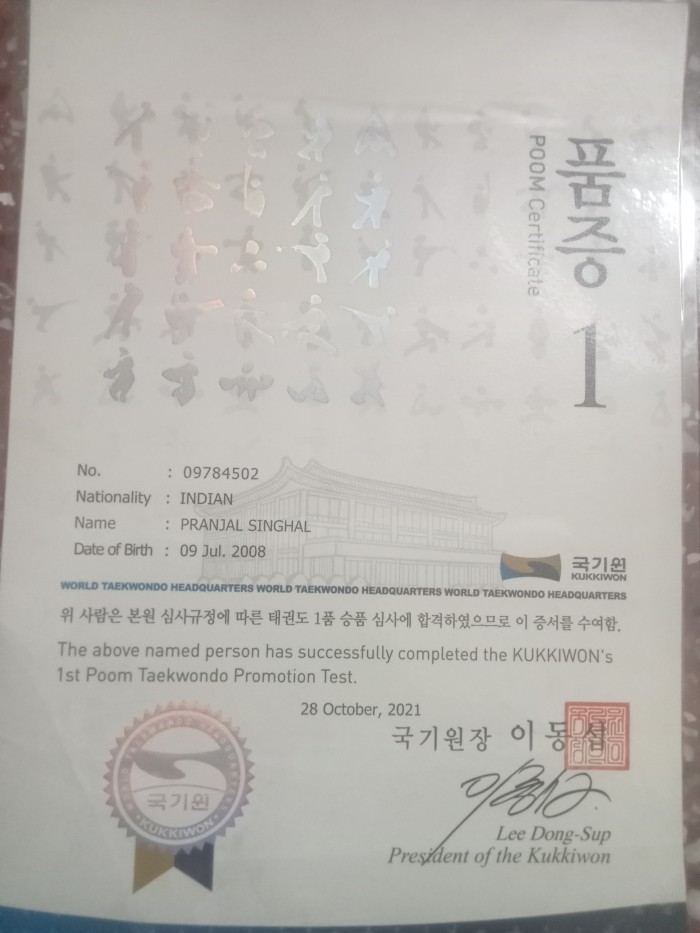 품증
POOM Certificate
1
No. : 09784502
Nationality : INDIAN
Name : PRANJAL SINGHAL
Date of Birth : 09 Jul. 2008
국기원
KUKKIWON
WORLD TAEKWONDO HEADQUARTERS WORLD TAEKWONDO HEADQUARTERS WORLD TAEKWONDO HEADQUARTERS
위 사람은 본원 심사규정에 따른 태권도 1품 승품 심사에 합격하였으므로 이 증서를 수여함.
The above named person has successfully completed the KUKKIWON's
1st Poom Taekwondo Promotion Test.
28 October, 2021
국기원장 이동섭
Lee Dong-Sup
President of the Kukkiwon
WORLD TAEKWONDO HEADQUARTERS
국기원
KUKKIWON